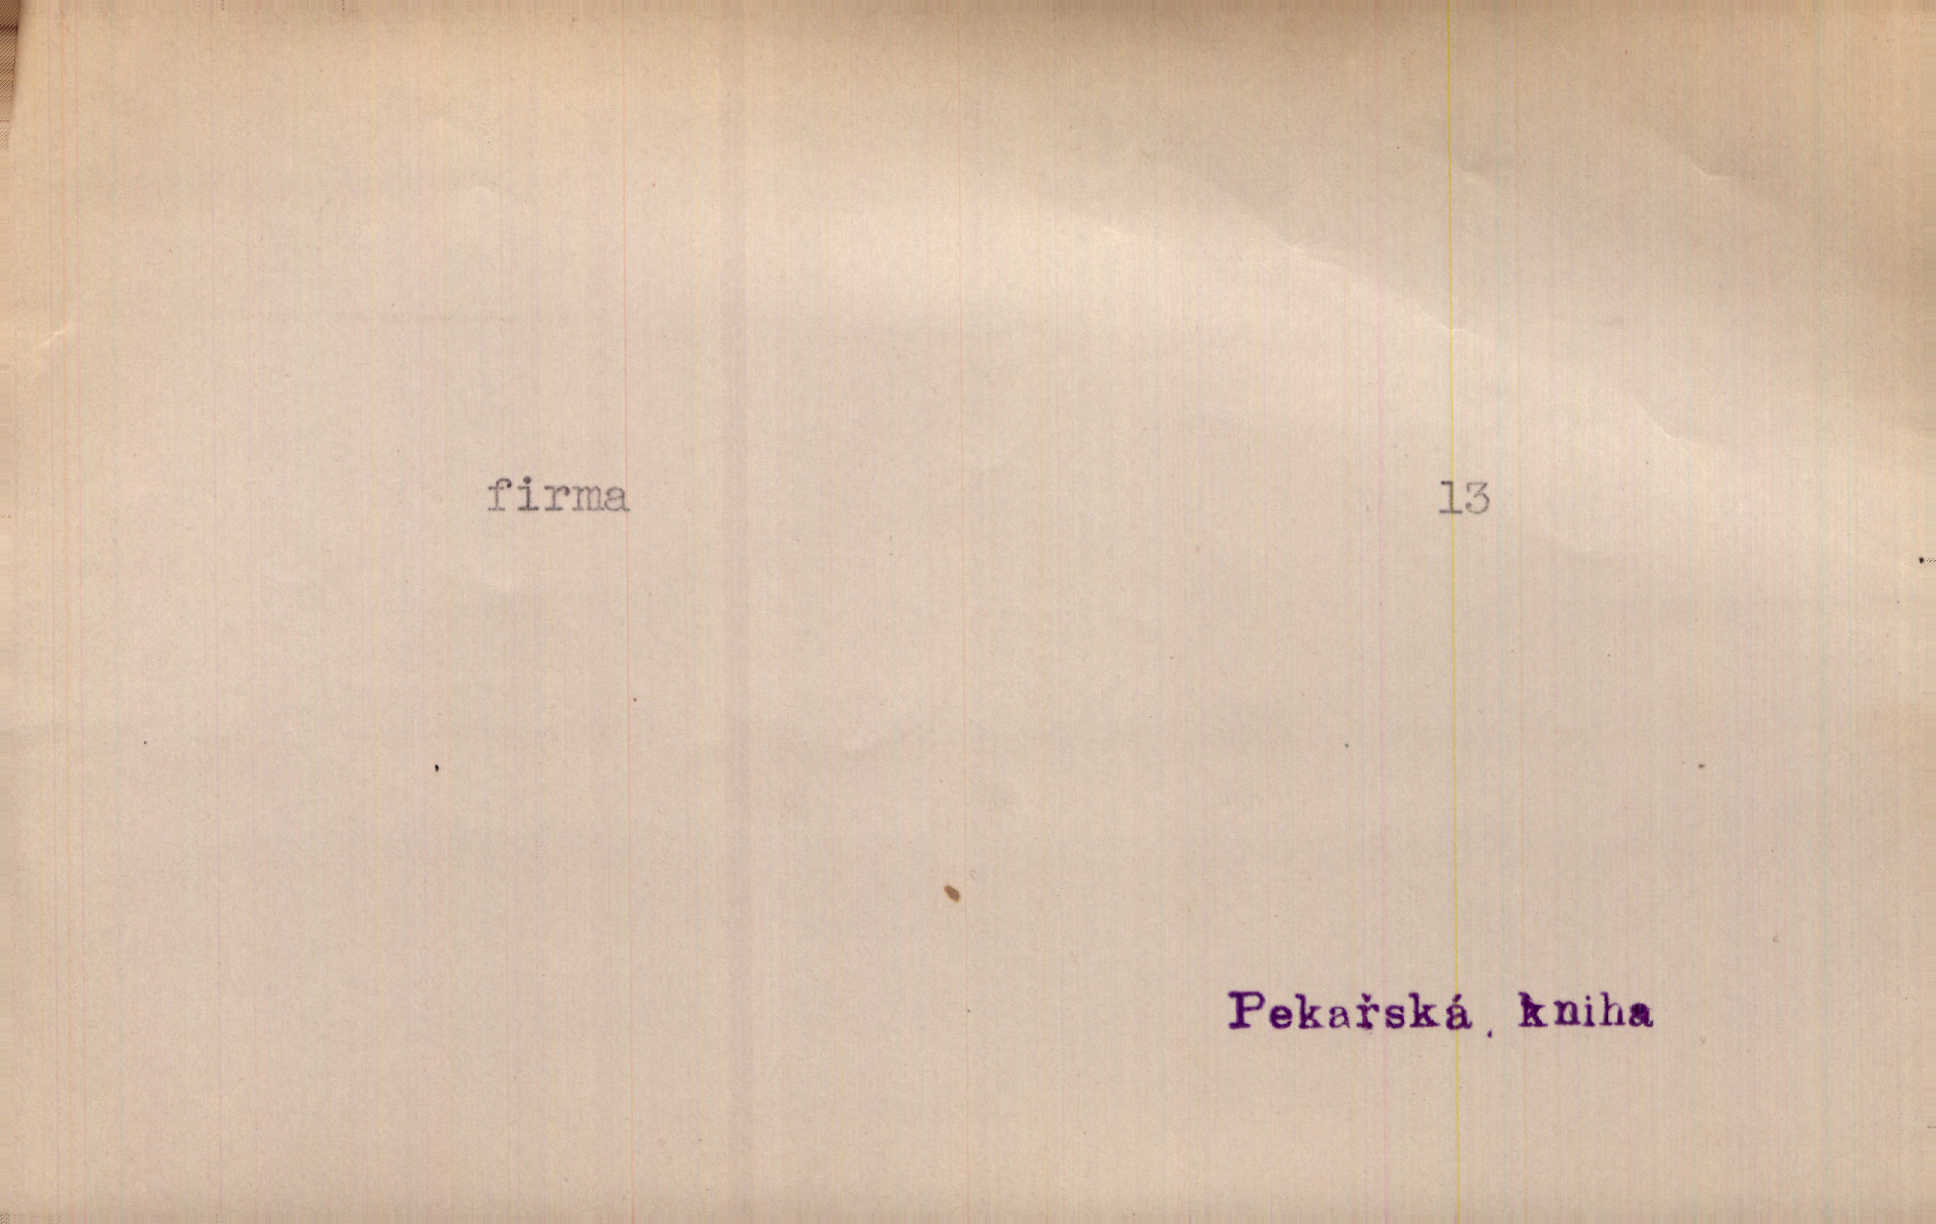 firma 13
Pekařská kniha